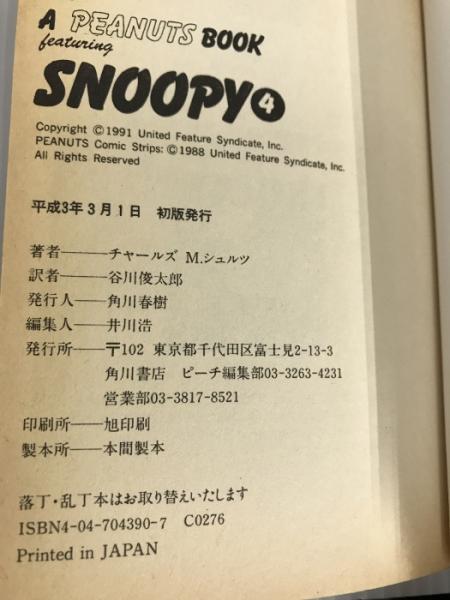 A PEANUTS BOOK
featuring
SNOOPY④
Copyright ©1991 United Feature Syndicate, Inc.
PEANUTS Comic Strips: ©1988 United Feature Syndicate, Inc.
All Rights Reserved
平成3年3月1日 初版発行
著者――チャールズ M.シュルツ
訳者――谷川俊太郎
発行人――角川春樹
編集人――井川浩
発行所――〒102 東京都千代田区富士見2-13-3
角川書店 ピーチ編集部03-3263-4231
営業部03-3817-8521
印刷所――旭印刷
製本所――本間製本
落丁・乱丁本はお取り替えいたします
ISBN4-04-704390-7 C0276
Printed in JAPAN